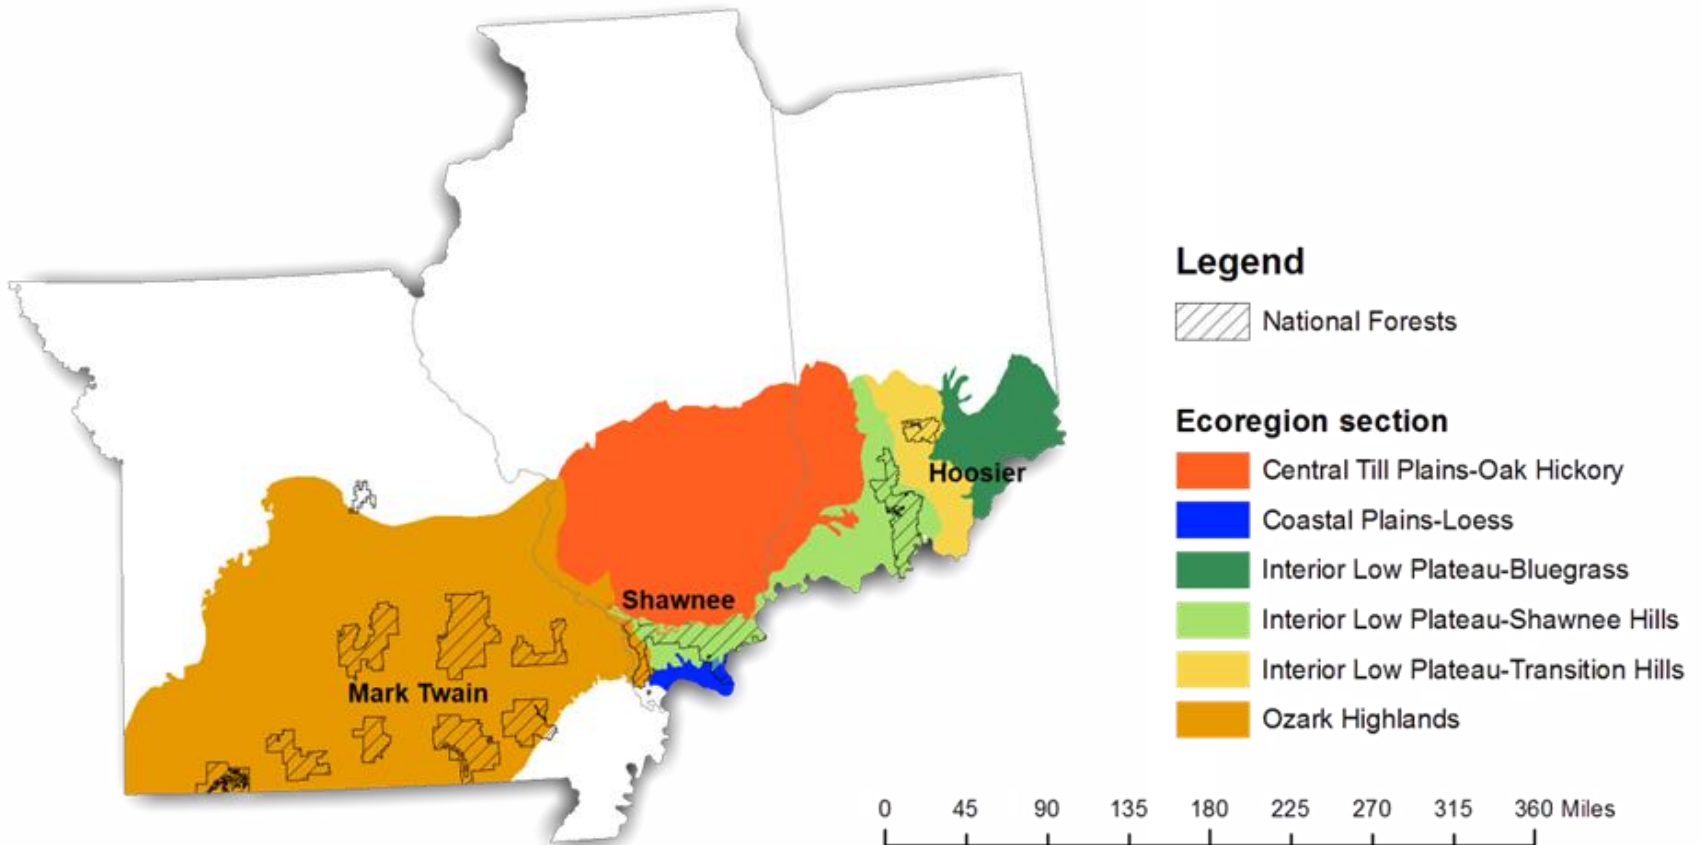 Legend
National Forests
Ecoregion section
Central Till Plains-Oak Hickory
Coastal Plains-Loess
Interior Low Plateau-Bluegrass
Interior Low Plateau-Shawnee Hills
Interior Low Plateau-Transition Hills
Ozark Highlands
Hoosier
Shawnee
Mark Twain
0 45 90 135 180 225 270 315 360 Miles